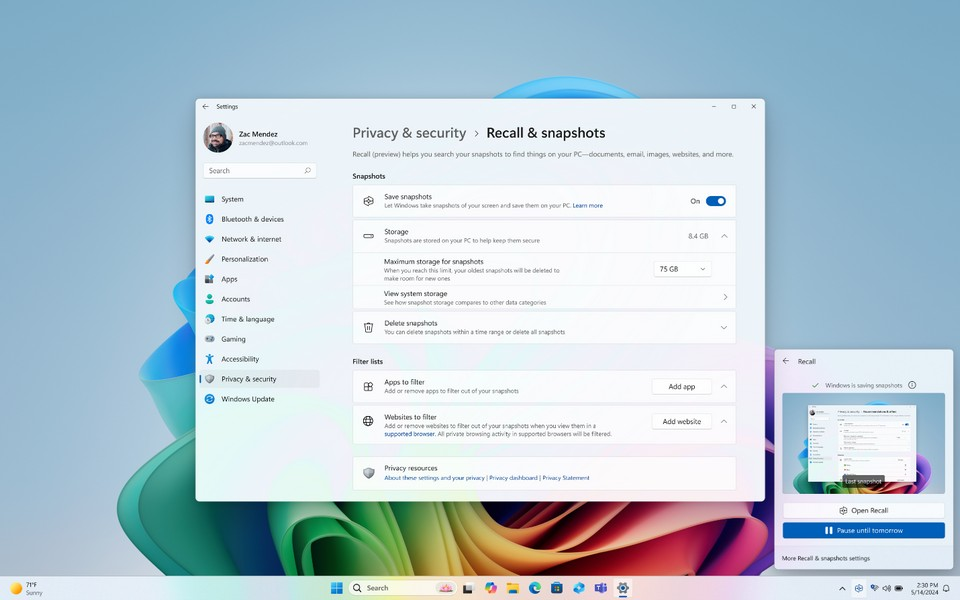 Settings
Zac Mendez
zacmendez@outlook.com
Search
System
Bluetooth & devices
Network & internet
Personalization
Apps
Accounts
Time & language
Gaming
Accessibility
Privacy & security
Windows Update
Privacy & security › Recall & snapshots
Recall (preview) helps you search your snapshots to find things on your PC—documents, email, images, websites, and more.
Snapshots
Save snapshots
Let Windows take snapshots of your screen and save them on your PC. Learn more
On
Storage
Snapshots are stored on your PC to help keep them secure
8.4 GB
Maximum storage for snapshots
When you reach this limit, your oldest snapshots will be deleted to
make room for new ones
75 GB
View system storage
See how snapshot storage compares to other data categories
Delete snapshots
You can delete snapshots within a time range or delete all snapshots
Filter lists
Apps to filter
Add or remove apps to filter out of your snapshots
Add app
Websites to filter
Add or remove websites to filter out of your snapshots when you view them in a
supported browser. All private browsing activity in supported browsers will be filtered.
Add website
Privacy resources
About these settings and your privacy | Privacy dashboard | Privacy Statement
Recall
Windows is saving snapshots
Last snapshot
Open Recall
Pause until tomorrow
More Recall & snapshots settings
71°F
Sunny
Search
2:30 PM
5/14/2024